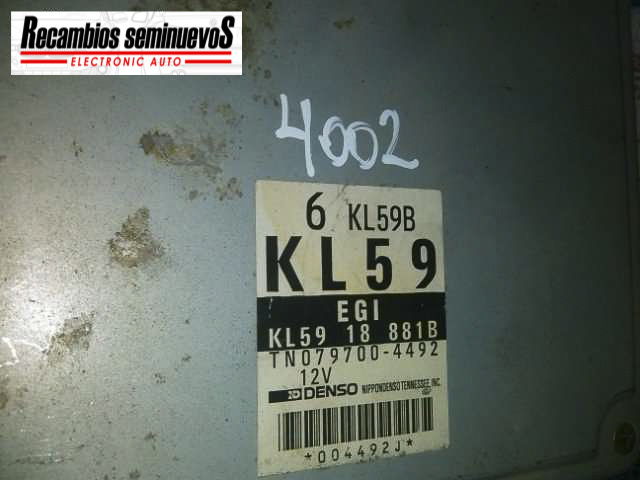 Recambios seminuevoS
ELECTRONIC AUTO
4002
6 KL59B
KL59
EGI
KL59 18 881B
TN079700-4492
12V
DENSO NIPPONDENSO TENNESSEE, INC.
*004492J*